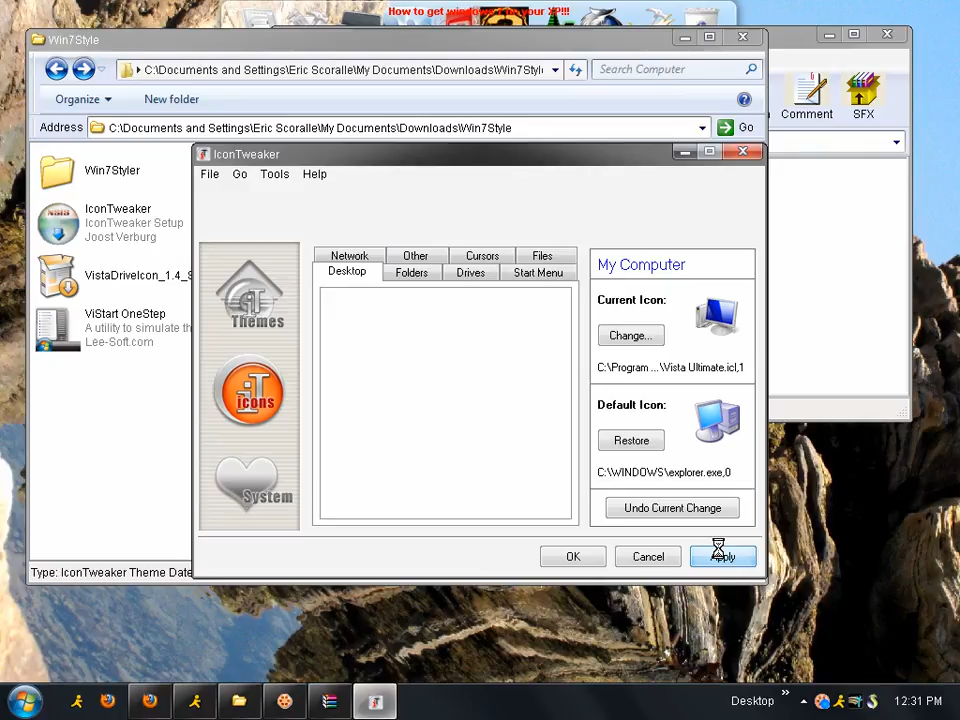 How to get windows 7 on your XP!!!
Win7Style
C:\Documents and Settings\Eric Scoralle\My Documents\Downloads\Win7Style
Search Computer
Organize
New folder
Address
C:\Documents and Settings\Eric Scoralle\My Documents\Downloads\Win7Style
Go
Comment
SFX
Win7Styler
IconTweaker
IconTweaker Setup
Joost Verburg
VistaDriveIcon_1.4_S
ViStart OneStep
A utility to simulate th
Lee-Soft.com
Type: IconTweaker Theme Date
IconTweaker
File Go Tools Help
Themes
iT
icons
System
Network Other Cursors Files
Desktop Folders Drives Start Menu
My Computer
Current Icon:
Change...
C:\Program ...\Vista Ultimate.icl,1
Default Icon:
Restore
C:\WINDOWS\explorer.exe,0
Undo Current Change
OK Cancel Apply
Desktop
12:31 PM